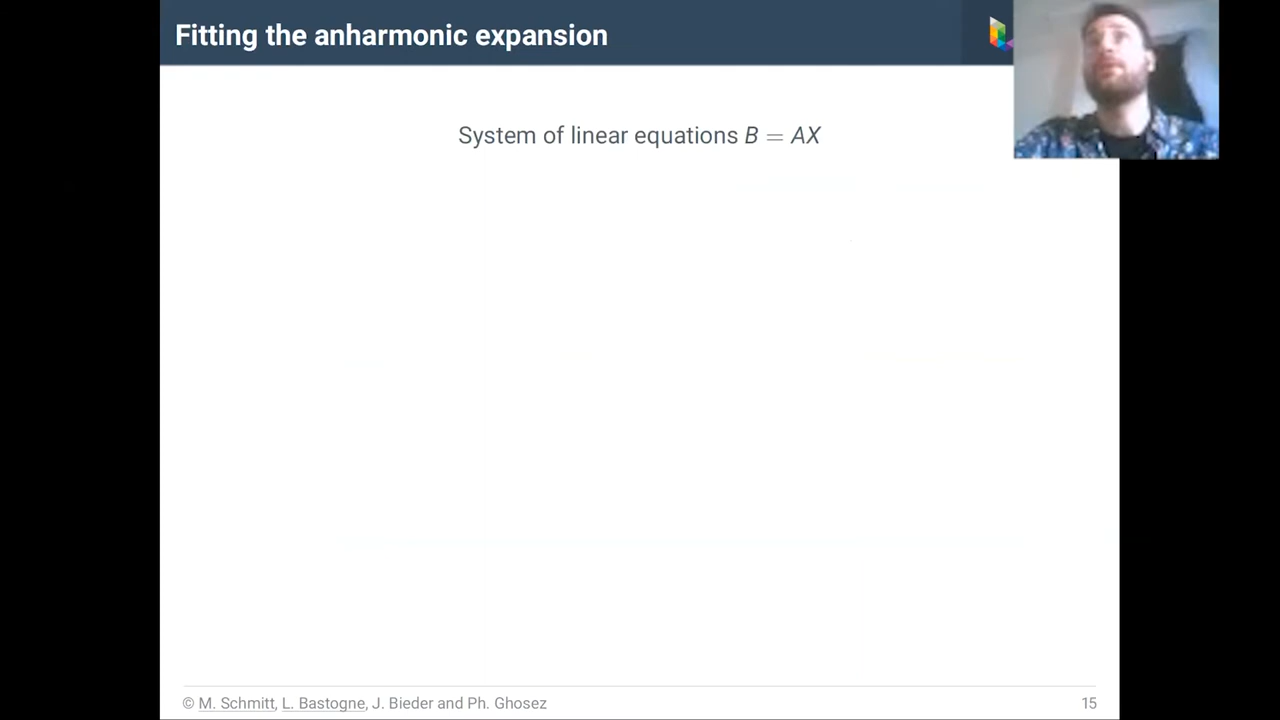 Fitting the anharmonic expansion
System of linear equations B = AX
© M. Schmitt, L. Bastogne, J. Bieder and Ph. Ghosez
15